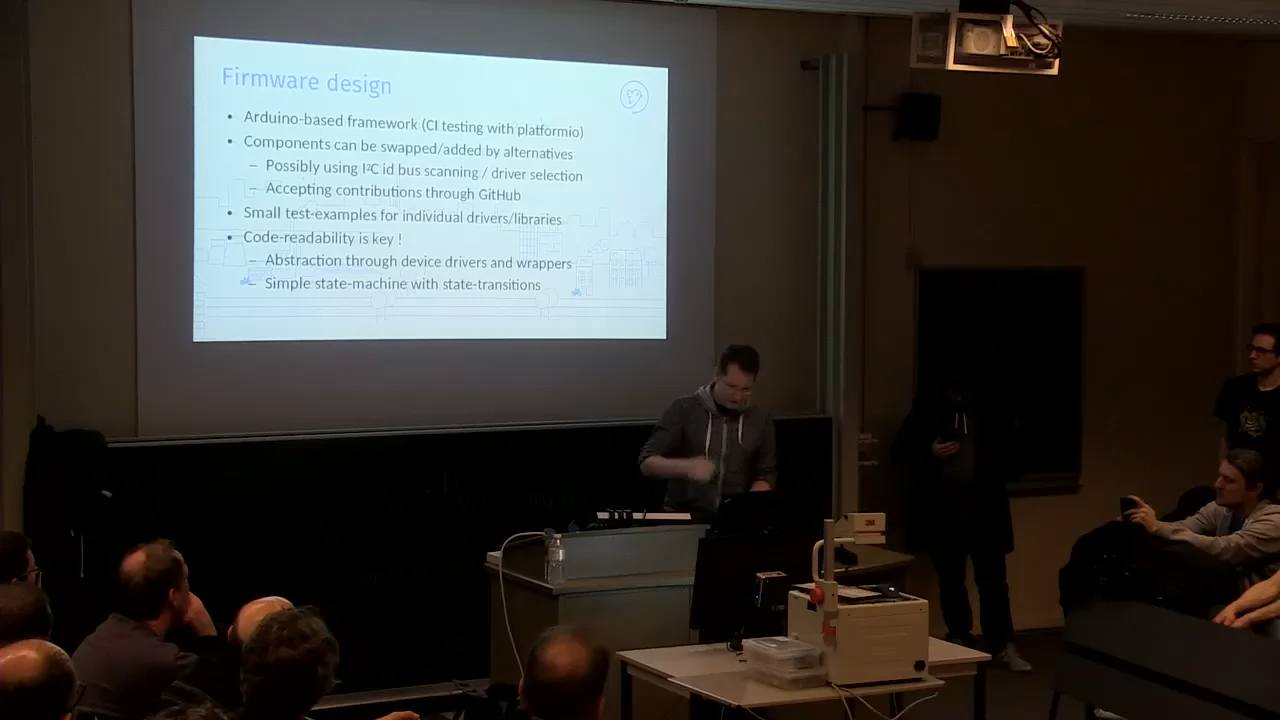 Firmware design
• Arduino-based framework (CI testing with platformio)
• Components can be swapped/added by alternatives
– Possibly using I²C id bus scanning / driver selection
– Accepting contributions through GitHub
• Small test-examples for individual drivers/libraries
• Code-readability is key !
– Abstraction through device drivers and wrappers
– Simple state-machine with state-transitions